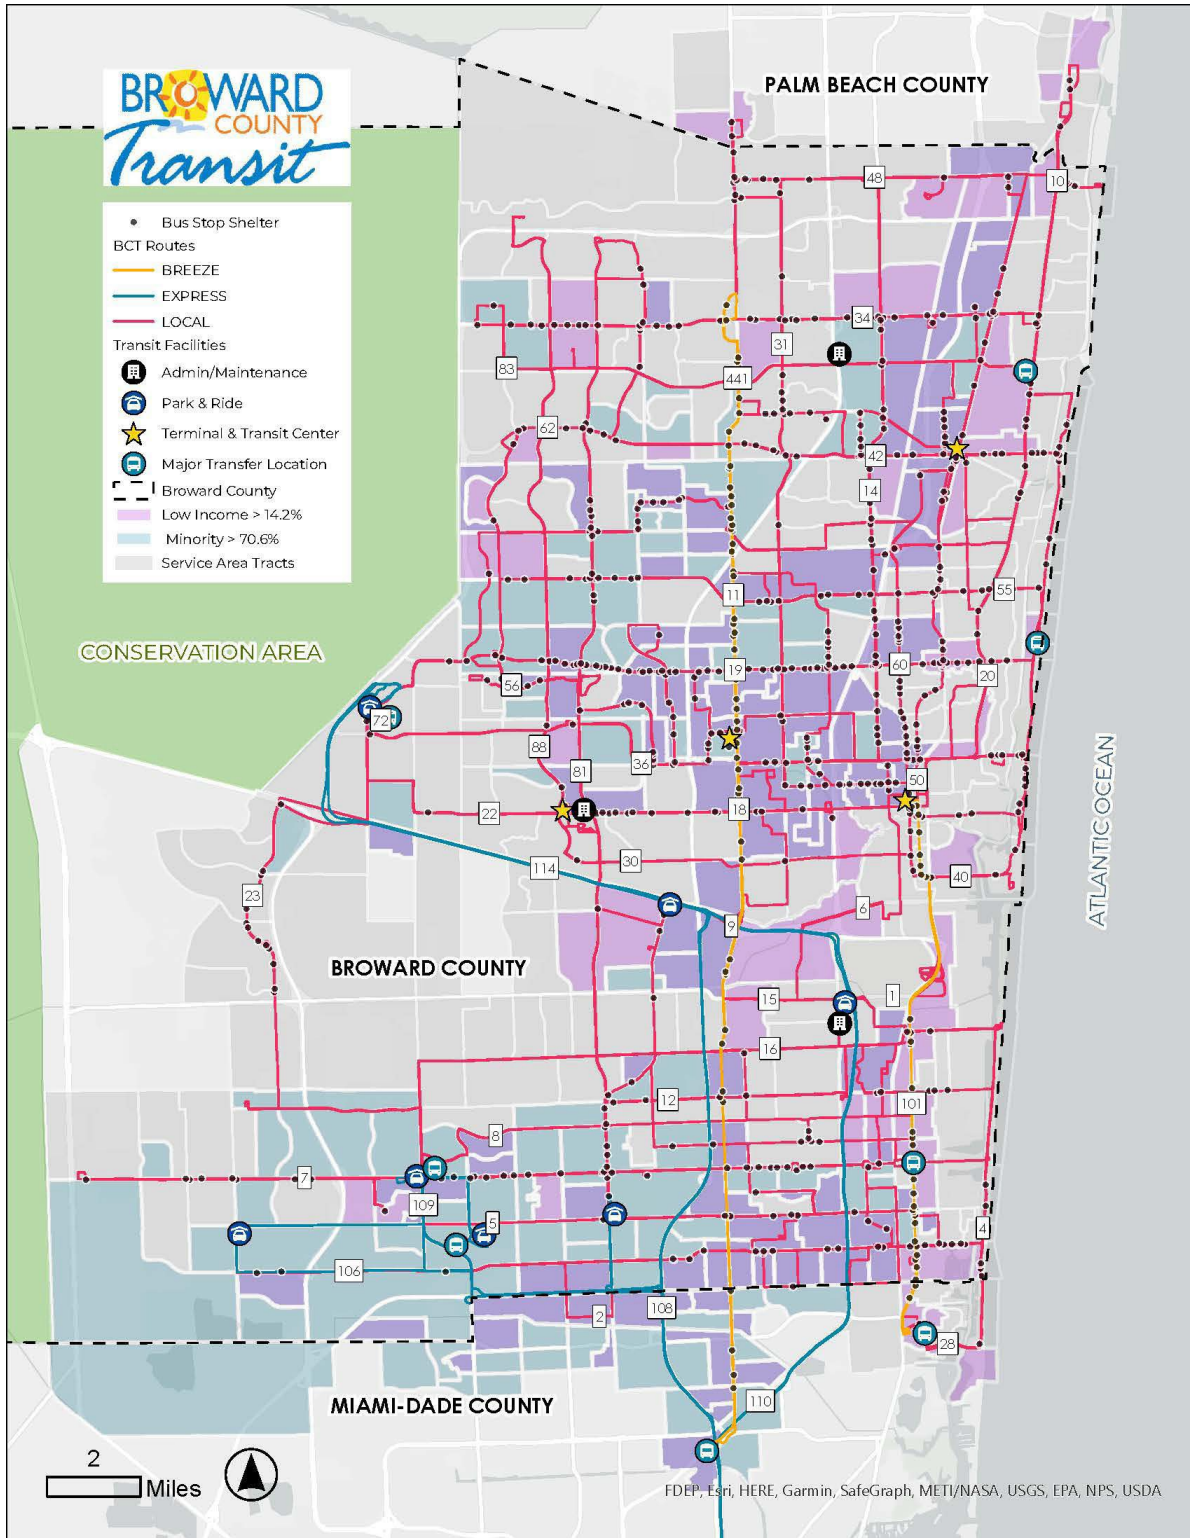 PALM BEACH COUNTY
BROWARD
COUNTY
Transit
Bus Stop Shelter
BCT Routes
BREEZE
EXPRESS
LOCAL
Transit Facilities
Admin/Maintenance
Park & Ride
Terminal & Transit Center
Major Transfer Location
Broward County
Low Income > 14.2%
Minority > 70.6%
Service Area Tracts
48
10
34
31
83
441
62
42
14
11
55
CONSERVATION AREA
19
60
20
56
72
88
36
81
50
22
18
ATLANTIC OCEAN
30
114
40
23
6
9
BROWARD COUNTY
15
1
16
12
101
8
7
109
5
4
106
108
2
28
110
MIAMI-DADE COUNTY
2
Miles
FDEP, Esri, HERE, Garmin, SafeGraph, METI/NASA, USGS, EPA, NPS, USDA